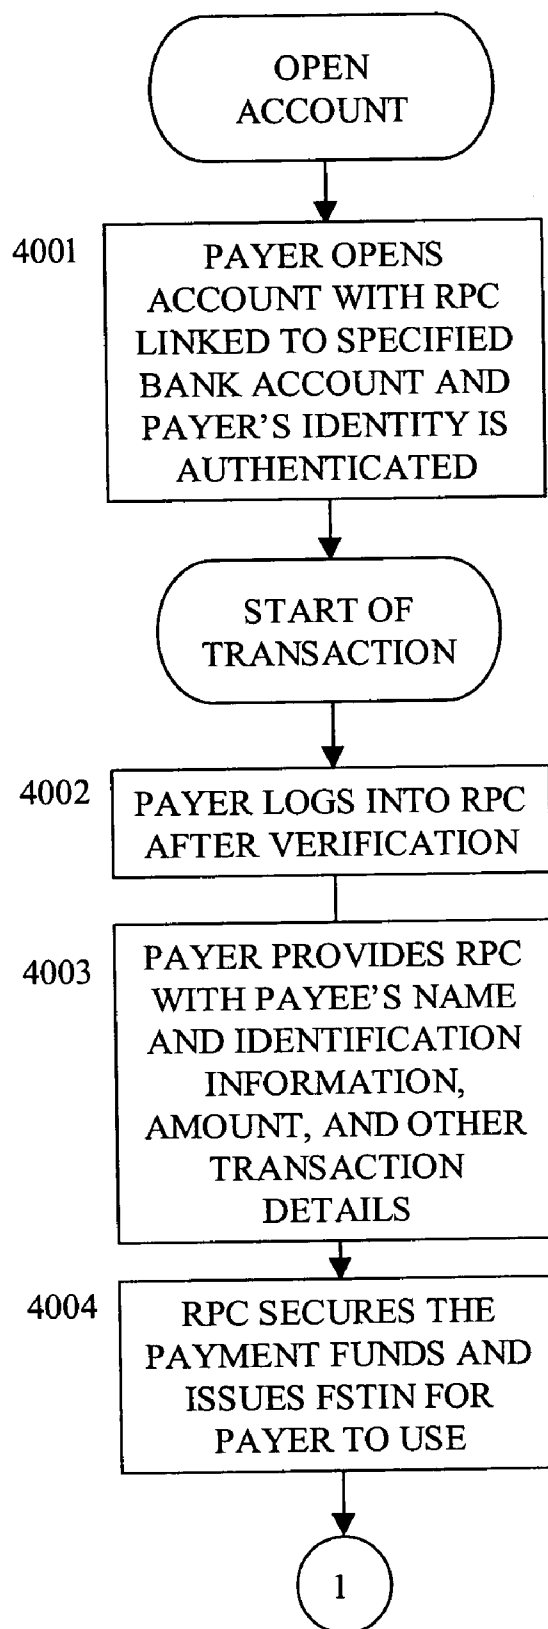 OPEN
ACCOUNT
4001
PAYER OPENS
ACCOUNT WITH RPC
LINKED TO SPECIFIED
BANK ACCOUNT AND
PAYER'S IDENTITY IS
AUTHENTICATED
START OF
TRANSACTION
4002
PAYER LOGS INTO RPC
AFTER VERIFICATION
4003
PAYER PROVIDES RPC
WITH PAYEE'S NAME
AND IDENTIFICATION
INFORMATION,
AMOUNT, AND OTHER
TRANSACTION
DETAILS
4004
RPC SECURES THE
PAYMENT FUNDS AND
ISSUES FSTIN FOR
PAYER TO USE
1